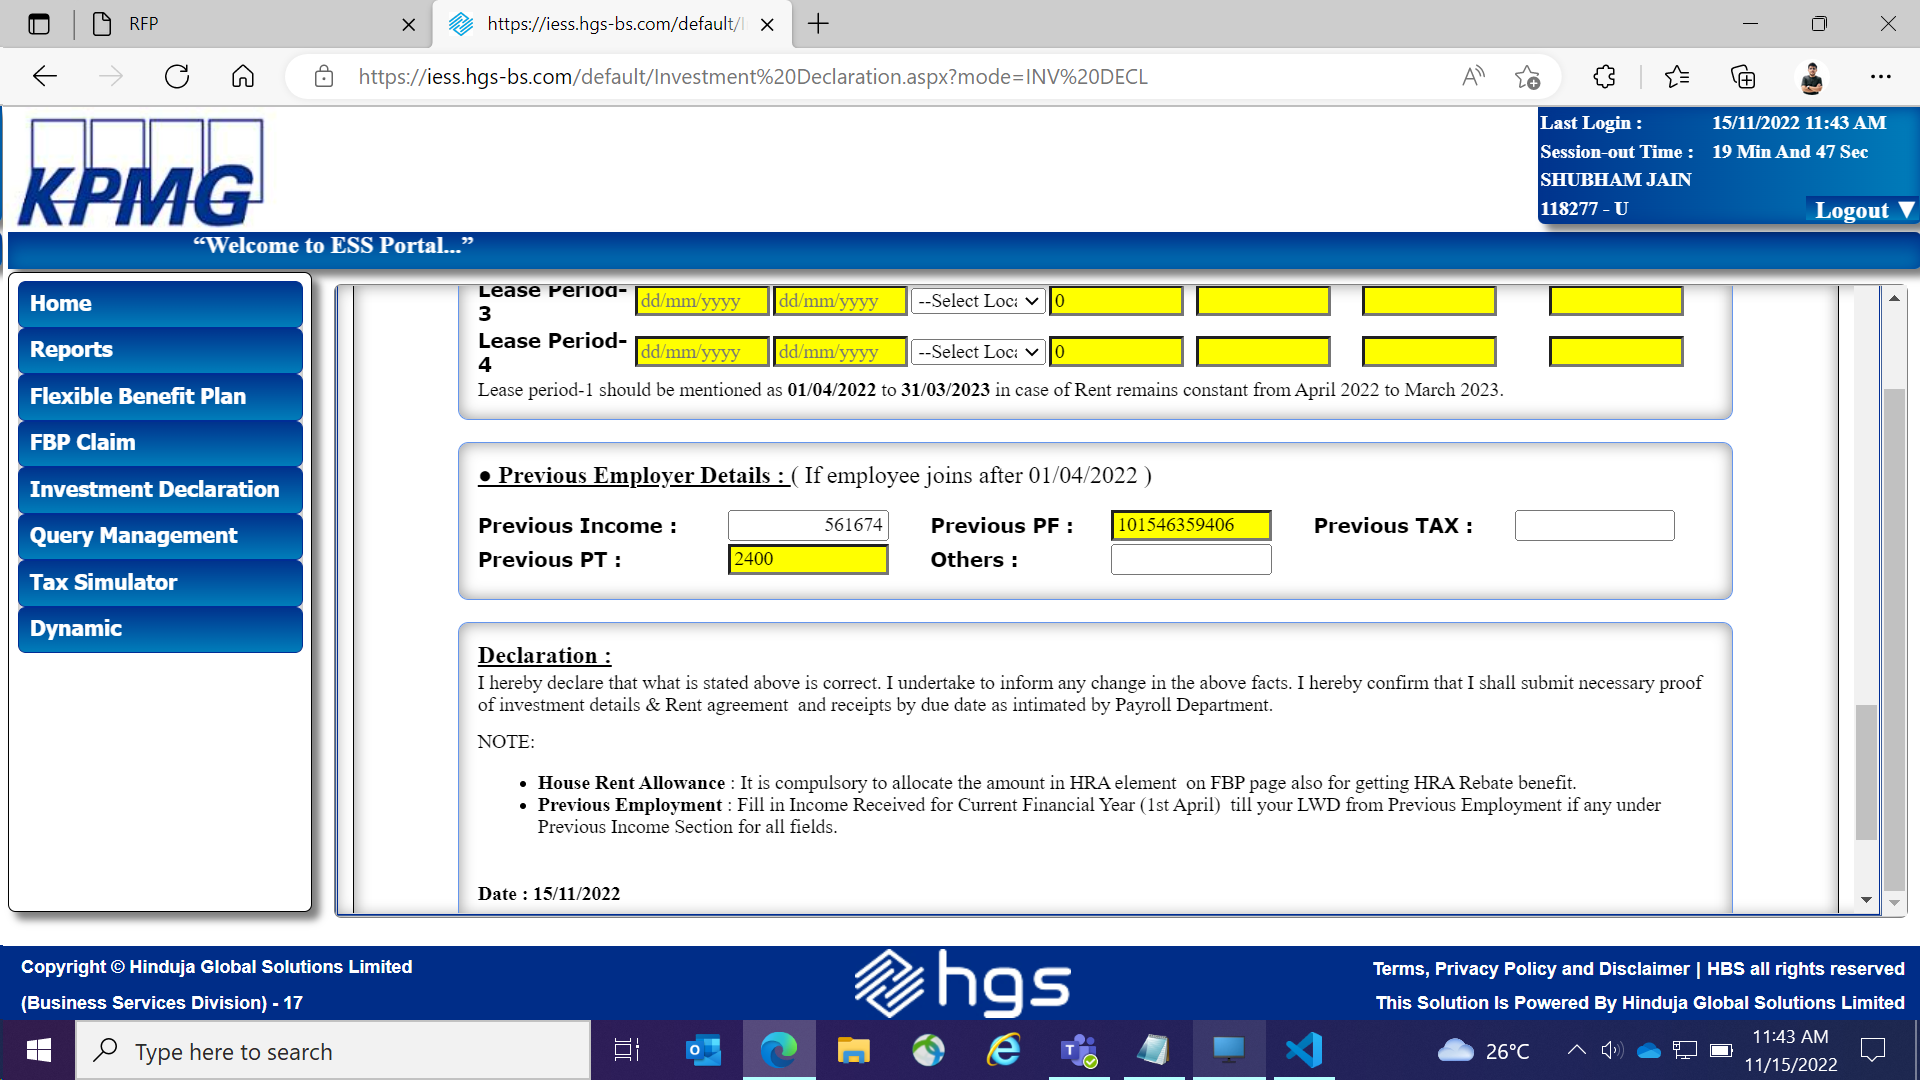 RFP
https://iess.hgs-bs.com/default/I
https://iess.hgs-bs.com/default/Investment%20Declaration.aspx?mode=INV%20DECL
KPMG
Last Login : 15/11/2022 11:43 AM
Session-out Time : 19 Min And 47 Sec
SHUBHAM JAIN
118277 - U
Logout ▼
“Welcome to ESS Portal...”
Home
Reports
Flexible Benefit Plan
FBP Claim
Investment Declaration
Query Management
Tax Simulator
Dynamic
Lease Period-3 dd/mm/yyyy dd/mm/yyyy --Select Loca 0
Lease Period-4 dd/mm/yyyy dd/mm/yyyy --Select Loca 0
Lease period-1 should be mentioned as 01/04/2022 to 31/03/2023 in case of Rent remains constant from April 2022 to March 2023.
● Previous Employer Details : ( If employee joins after 01/04/2022 )
Previous Income : 561674 Previous PF : 101546359406 Previous TAX :
Previous PT : 2400 Others :
Declaration :
I hereby declare that what is stated above is correct. I undertake to inform any change in the above facts. I hereby confirm that I shall submit necessary proof
of investment details & Rent agreement and receipts by due date as intimated by Payroll Department.
NOTE:
• House Rent Allowance : It is compulsory to allocate the amount in HRA element on FBP page also for getting HRA Rebate benefit.
• Previous Employment : Fill in Income Received for Current Financial Year (1st April) till your LWD from Previous Employment if any under
Previous Income Section for all fields.
Date : 15/11/2022
Copyright © Hinduja Global Solutions Limited
(Business Services Division) - 17
hgs
Terms, Privacy Policy and Disclaimer | HBS all rights reserved
This Solution Is Powered By Hinduja Global Solutions Limited
Type here to search
26°C
11:43 AM
11/15/2022